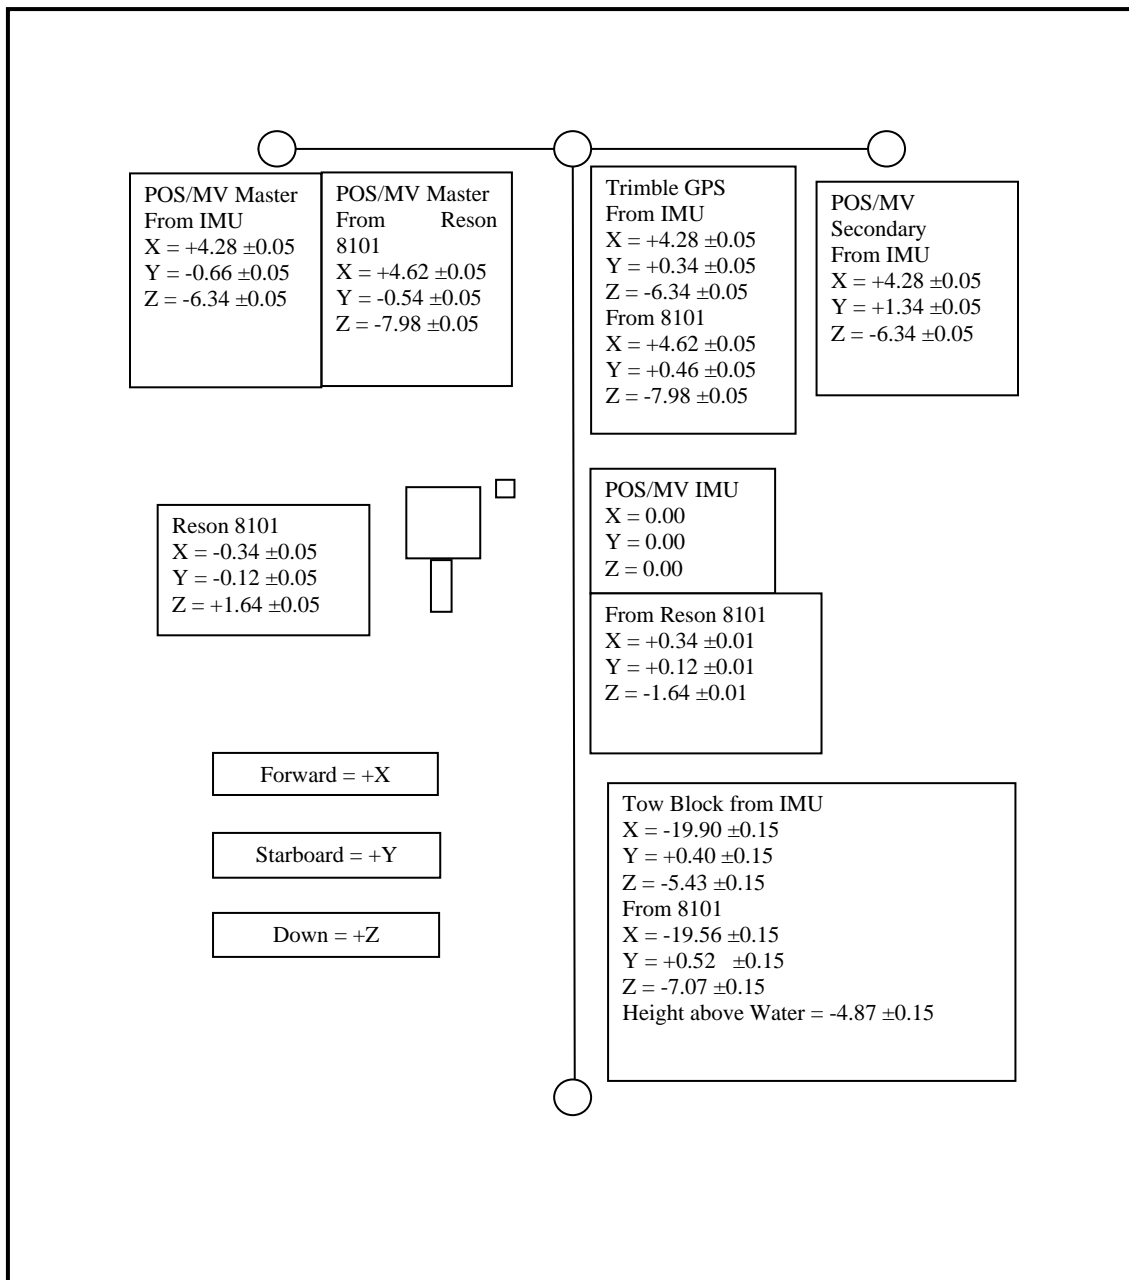 POS/MV Master
From IMU
X = +4.28 ±0.05
Y = -0.66 ±0.05
Z = -6.34 ±0.05
POS/MV Master
From Reson
8101
X = +4.62 ±0.05
Y = -0.54 ±0.05
Z = -7.98 ±0.05
Trimble GPS
From IMU
X = +4.28 ±0.05
Y = +0.34 ±0.05
Z = -6.34 ±0.05
From 8101
X = +4.62 ±0.05
Y = +0.46 ±0.05
Z = -7.98 ±0.05
POS/MV
Secondary
From IMU
X = +4.28 ±0.05
Y = +1.34 ±0.05
Z = -6.34 ±0.05
Reson 8101
X = -0.34 ±0.05
Y = -0.12 ±0.05
Z = +1.64 ±0.05
POS/MV IMU
X = 0.00
Y = 0.00
Z = 0.00
From Reson 8101
X = +0.34 ±0.01
Y = +0.12 ±0.01
Z = -1.64 ±0.01
Forward = +X
Starboard = +Y
Down = +Z
Tow Block from IMU
X = -19.90 ±0.15
Y = +0.40 ±0.15
Z = -5.43 ±0.15
From 8101
X = -19.56 ±0.15
Y = +0.52 ±0.15
Z = -7.07 ±0.15
Height above Water = -4.87 ±0.15